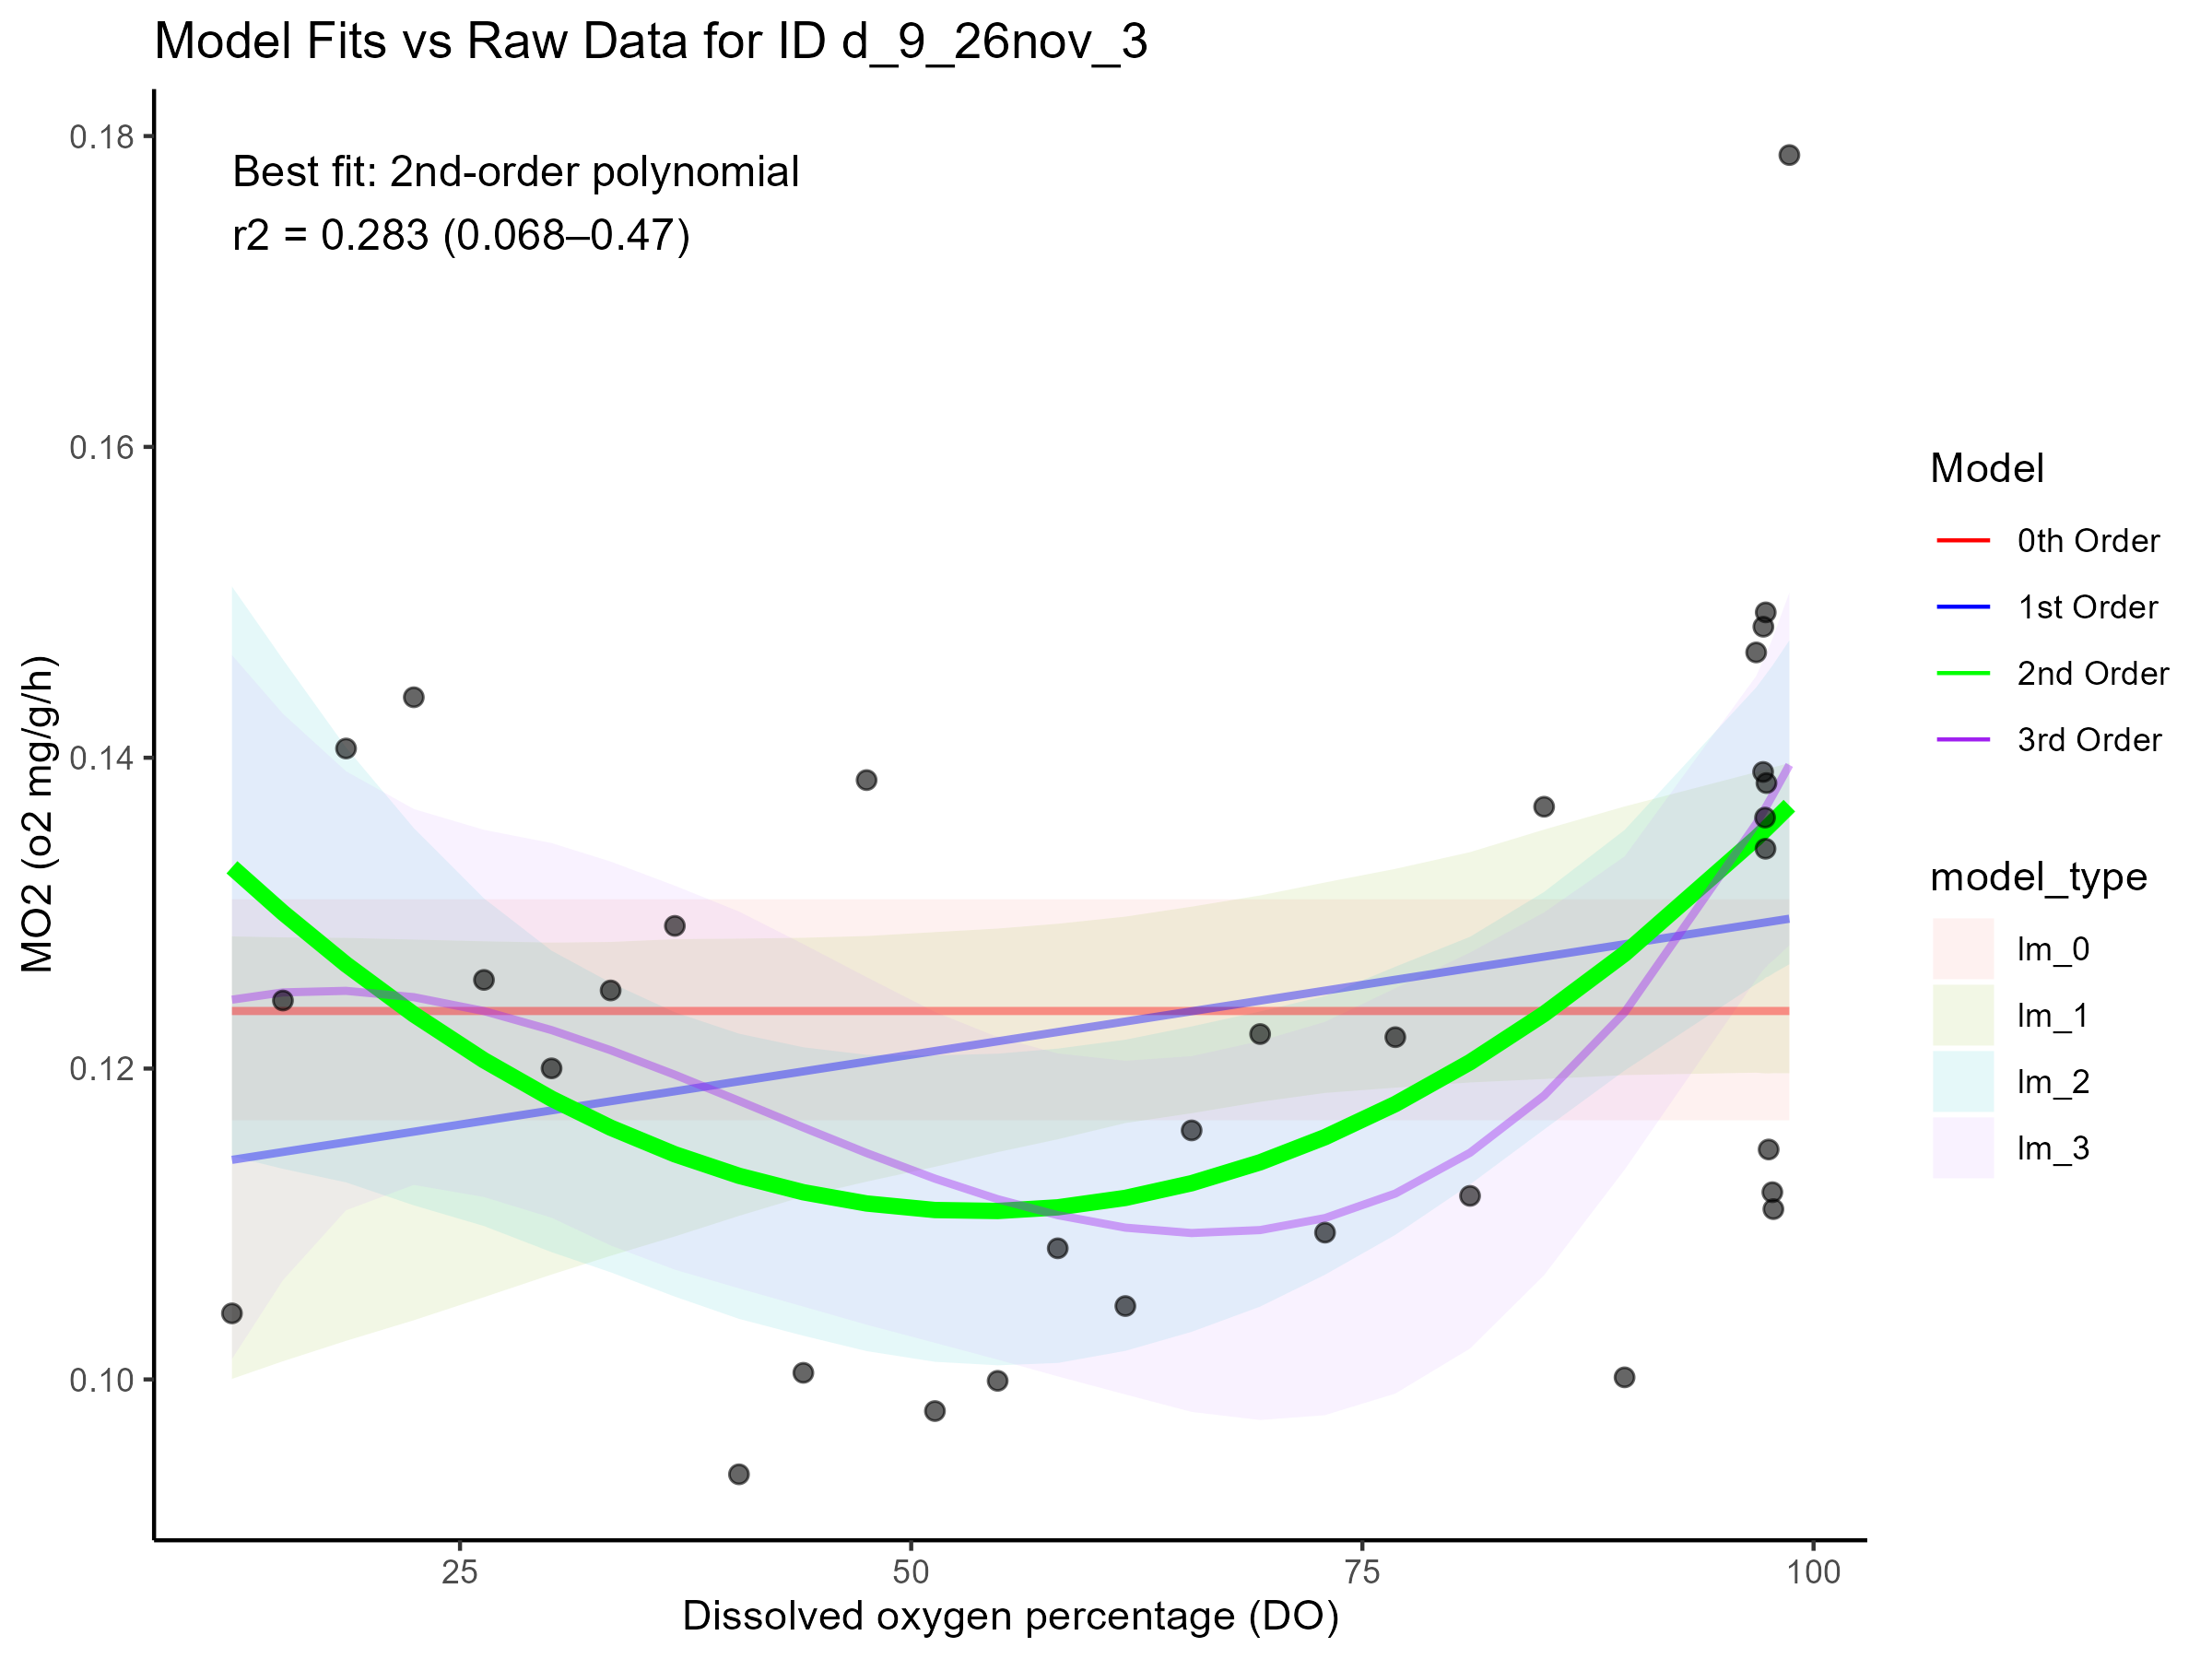 Model Fits vs Raw Data for ID d_9_26nov_3
Best fit: 2nd-order polynomial
r2 = 0.283 (0.068–0.47)
0.18
0.16
0.14
0.12
0.10
MO2 (o2 mg/g/h)
25
50
75
100
Dissolved oxygen percentage (DO)
Model
0th Order
1st Order
2nd Order
3rd Order
model_type
lm_0
lm_1
lm_2
lm_3